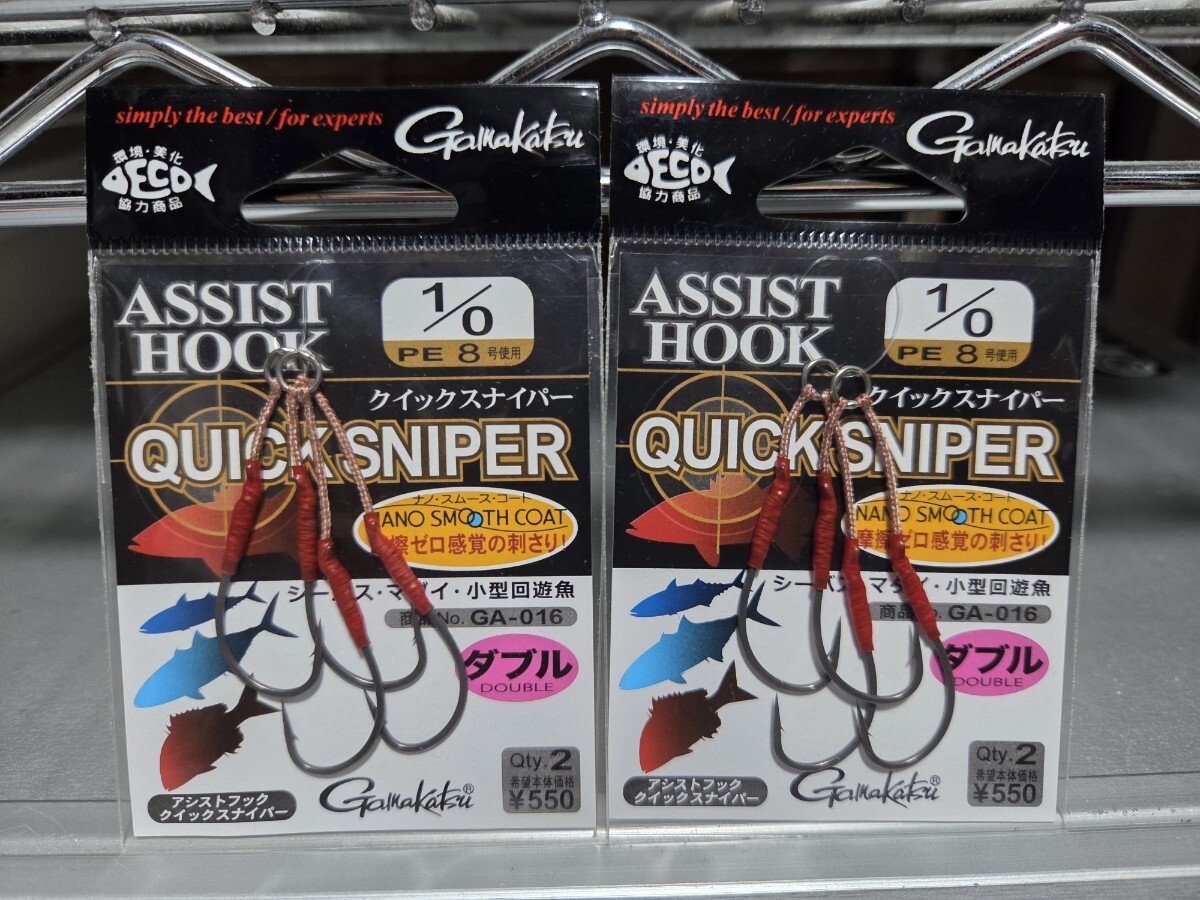 simply the best / for experts
Gamakatsu
環境・美化
ECO
協力商品
ASSIST
HOOK
1/0
PE 8 号使用
クイックスナイパー
QUICK SNIPER
ナノ・スムース・コート
NANO SMOOTH COAT
摩擦ゼロ感覚の刺さり!
シーバス・マダイ・小型回遊魚
商品No. GA-016
ダブル
DOUBLE
Qty.2
希望本体価格
¥550
アシストフック
クイックスナイパー
Gamakatsu®
simply the best / for experts
Gamakatsu
環境・美化
ECO
協力商品
ASSIST
HOOK
1/0
PE 8 号使用
クイックスナイパー
QUICK SNIPER
ナノ・スムース・コート
NANO SMOOTH COAT
摩擦ゼロ感覚の刺さり!
シーバス・マダイ・小型回遊魚
商品No. GA-016
ダブル
DOUBLE
Qty.2
希望本体価格
¥550
アシストフック
クイックスナイパー
Gamakatsu®